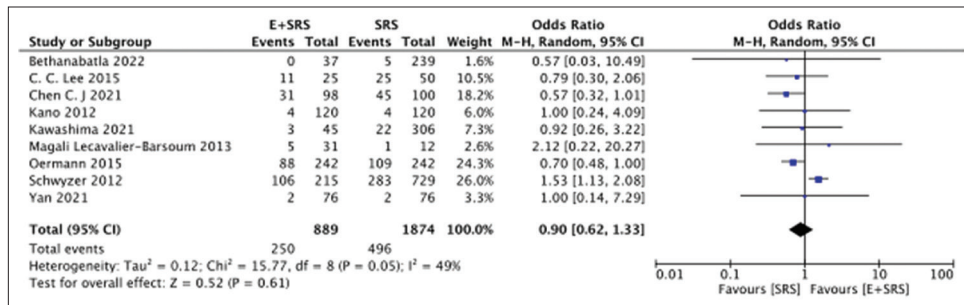 E+SRS SRS Odds Ratio Odds Ratio
Study or Subgroup Events Total Events Total Weight M-H, Random, 95% CI M-H, Random, 95% CI
Bethanabatla 2022 0 37 5 239 1.6% 0.57 [0.03, 10.49]
C. C. Lee 2015 11 25 25 50 10.5% 0.79 [0.30, 2.06]
Chen C. J 2021 31 98 45 100 18.2% 0.57 [0.32, 1.01]
Kano 2012 4 120 4 120 6.0% 1.00 [0.24, 4.09]
Kawashima 2021 3 45 22 306 7.3% 0.92 [0.26, 3.22]
Magali Lecavalier-Barsoum 2013 5 31 1 12 2.6% 2.12 [0.22, 20.27]
Oermann 2015 88 242 109 242 24.3% 0.70 [0.48, 1.00]
Schwyzer 2012 106 215 283 729 26.0% 1.53 [1.13, 2.08]
Yan 2021 2 76 2 76 3.3% 1.00 [0.14, 7.29]
Total (95% CI) 889 1874 100.0% 0.90 [0.62, 1.33]
Total events 250 496
Heterogeneity: Tau² = 0.12; Chi² = 15.77, df = 8 (P = 0.05); I² = 49%
Test for overall effect: Z = 0.52 (P = 0.61)
0.01 0.1 1 10 100
Favours [SRS] Favours [E+SRS]